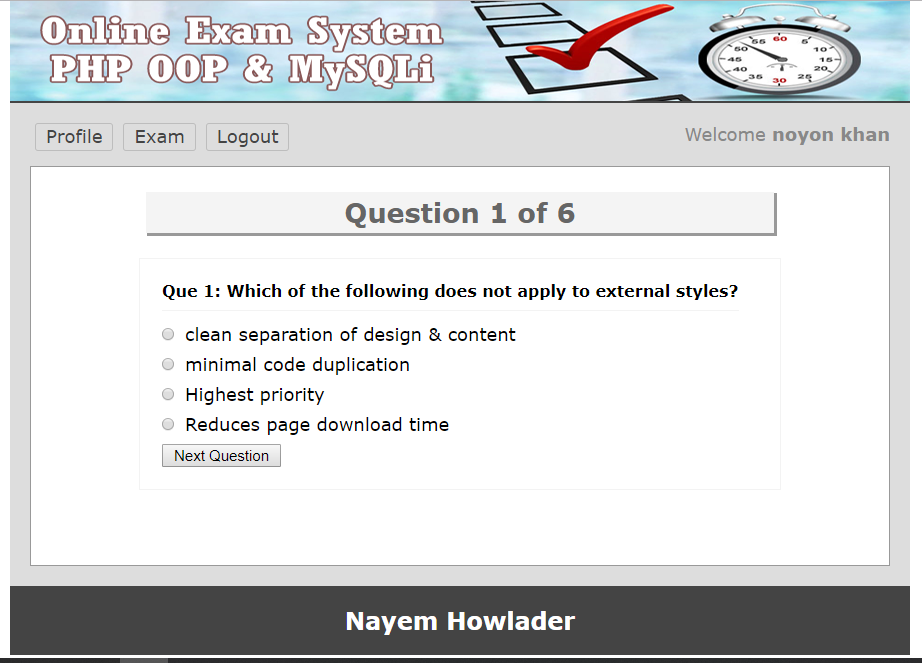 Online Exam System
PHP OOP & MySQLi
60
5
10
15
20
25
30
35
40
45
50
55
Profile Exam Logout Welcome noyon khan
Question 1 of 6
Que 1: Which of the following does not apply to external styles?
clean separation of design & content
minimal code duplication
Highest priority
Reduces page download time
Next Question
Nayem Howlader